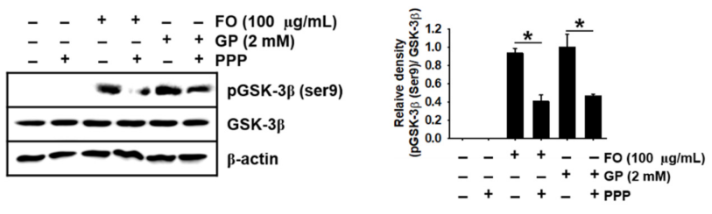 – – + + – – FO (100 μg/mL)
– – – – + + GP (2 mM)
– + – + – + PPP
pGSK-3β (ser9)
GSK-3β
β-actin
Relaive density
(pGSK-3β (Ser9)/ GSK-3β)
1.2
1.0
0.8
0.6
0.4
0.2
0.0
*
*
– – + + – – FO (100 μg/mL)
– – – – + + GP (2 mM)
– + – + – + PPP